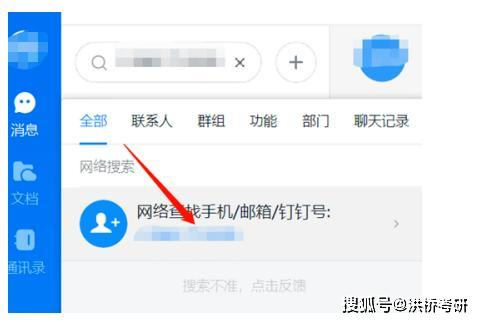 消息
文档
通讯录
全部 联系人 群组 功能 部门 聊天记录
网络搜索
网络查找手机/邮箱/钉钉号:
搜索不准，点击反馈
搜狐号@洪桥考研